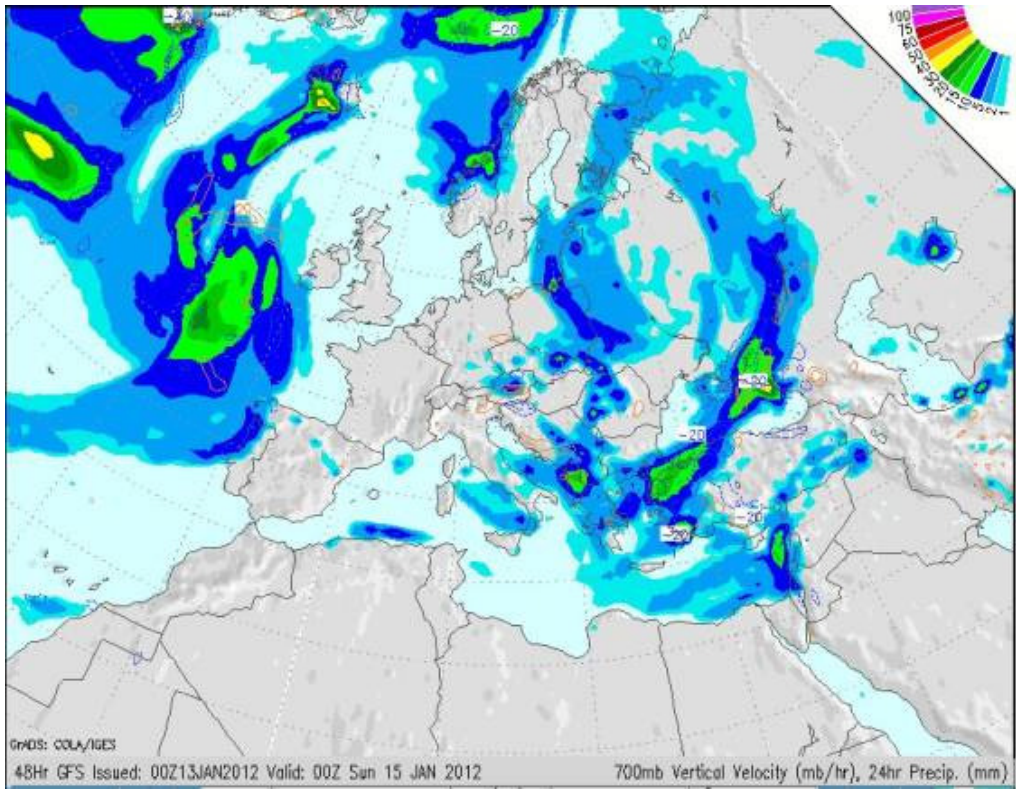 -20
100
75
-20
-20
-20
-20
GrADS: COLA/IGES
48Hr GFS Issued: 00Z13JAN2012 Valid: 00Z Sun 15 JAN 2012
700mb Vertical Velocity (mb/hr), 24hr Precip. (mm)